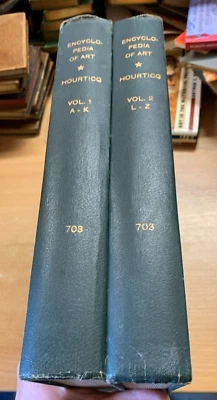 ENCYCLO-
PEDIA
OF ART
★
HOURTICQ
VOL. 1
A - K
703
ENCYCLO-
PEDIA
OF ART
★
HOURTICQ
VOL. 2
L - Z
703